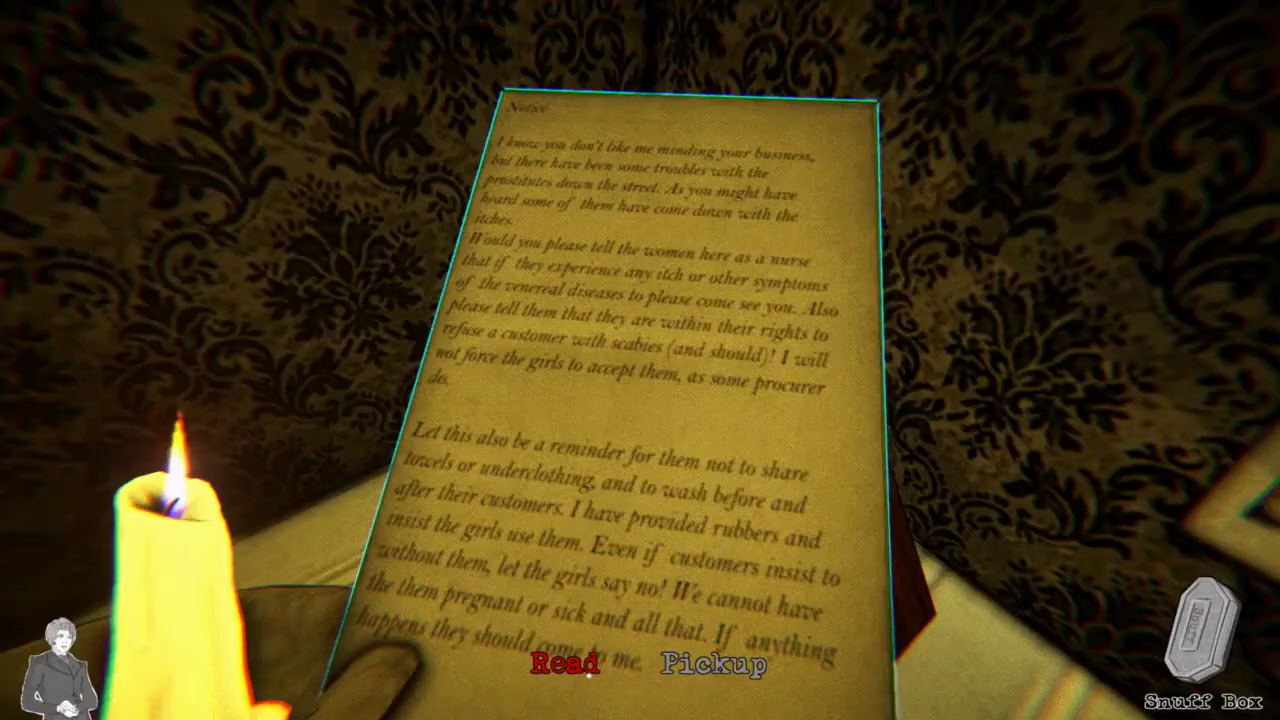 Notice
I know you don't like me minding your business,
but there have been some troubles with the
prostitutes down the street. As you might have
heard some of them have come down with the
itches.
Would you please tell the women here as a nurse
that if they experience any itch or other symptoms
of the venereal diseases to please come see you. Also
please tell them that they are within their rights to
refuse a customer with scabies (and should)! I will
not force the girls to accept them, as some procurer
do.
Let this also be a reminder for them not to share
towels or underclothing, and to wash before and
after their customers. I have provided rubbers and
insist the girls use them. Even if customers insist to
without them, let the girls say no! We cannot have
the them pregnant or sick and all that. If anything
happens they should come to me.
Read Pickup
Snuff
Snuff Box